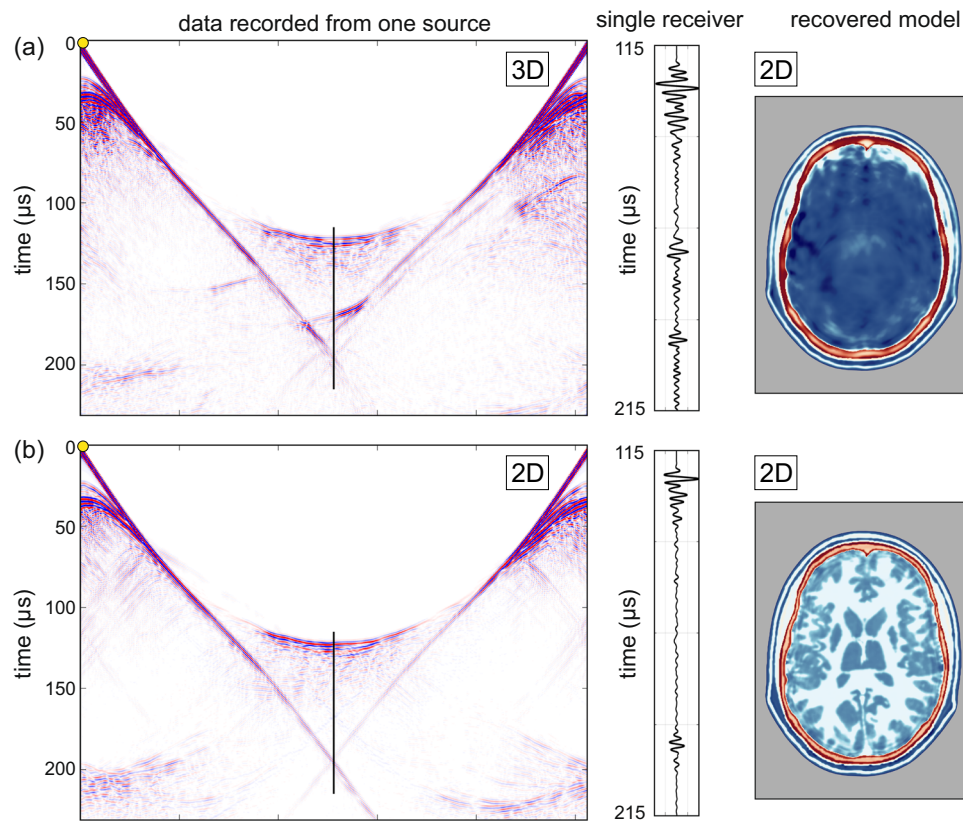 data recorded from one source single receiver recovered model
(a) 0 3D 115 2D
50
100
150
200
time (µs)
time (µs)
215
(b) 0 2D 115 2D
50
100
150
200
time (µs)
time (µs)
215